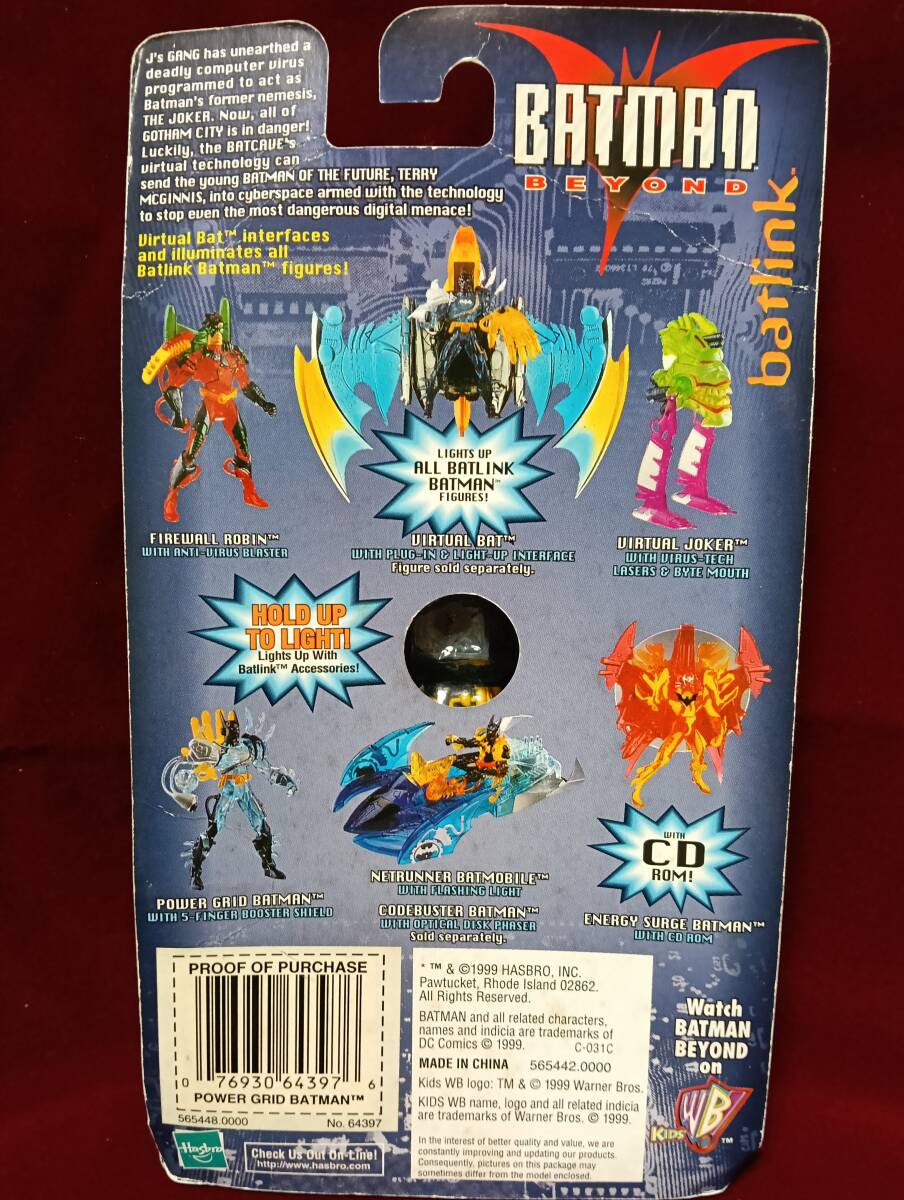 J's GANG has unearthed a
deadly computer virus
programmed to act as
Batman's former nemesis,
THE JOKER. Now, all of
GOTHAM CITY is in danger!
Luckily, the BATCAVE's
virtual technology can
send the young BATMAN OF THE FUTURE, TERRY
MCGINNIS, into cyberspace armed with the technology
to stop even the most dangerous digital menace!
Virtual Bat™ interfaces
and illuminates all
Batlink Batman™ figures!
BATMAN
BEYOND
batlink™
LIGHTS UP
ALL BATLINK
BATMAN™
FIGURES!
FIREWALL ROBIN™
WITH ANTI-VIRUS BLASTER
VIRTUAL BAT™
WITH PLUG-IN & LIGHT-UP INTERFACE
Figure sold separately.
VIRTUAL JOKER™
WITH VIRUS-TECH
LASERS & BYTE MOUTH
HOLD UP
TO LIGHT!
Lights Up With
Batlink™ Accessories!
POWER GRID BATMAN™
WITH 5-FINGER BOOSTER SHIELD
NETRUNNER BATMOBILE™
WITH FLASHING LIGHT
CODEBUSTER BATMAN™
WITH OPTICAL DISK PHASER
Sold separately.
WITH
CD
ROM!
ENERGY SURGE BATMAN™
WITH CD ROM
PROOF OF PURCHASE
0 76930 64397 6
POWER GRID BATMAN™
565448.0000 No. 64397
Hasbro
Check Us Out On-Line!
http://www.hasbro.com
* ™ & ©1999 HASBRO, INC.
Pawtucket, Rhode Island 02862.
All Rights Reserved.
BATMAN and all related characters,
names and indicia are trademarks of
DC Comics © 1999. C-031C
MADE IN CHINA 565442.0000
Kids WB logo: TM & © 1999 Warner Bros.
KIDS WB name, logo and all related indicia
are trademarks of Warner Bros. © 1999.
In the interest of better quality and value, we are
constantly improving and updating our products.
Consequently, pictures on this package may
sometimes differ from the model enclosed.
Watch
BATMAN
BEYOND
on
KIDS WB™